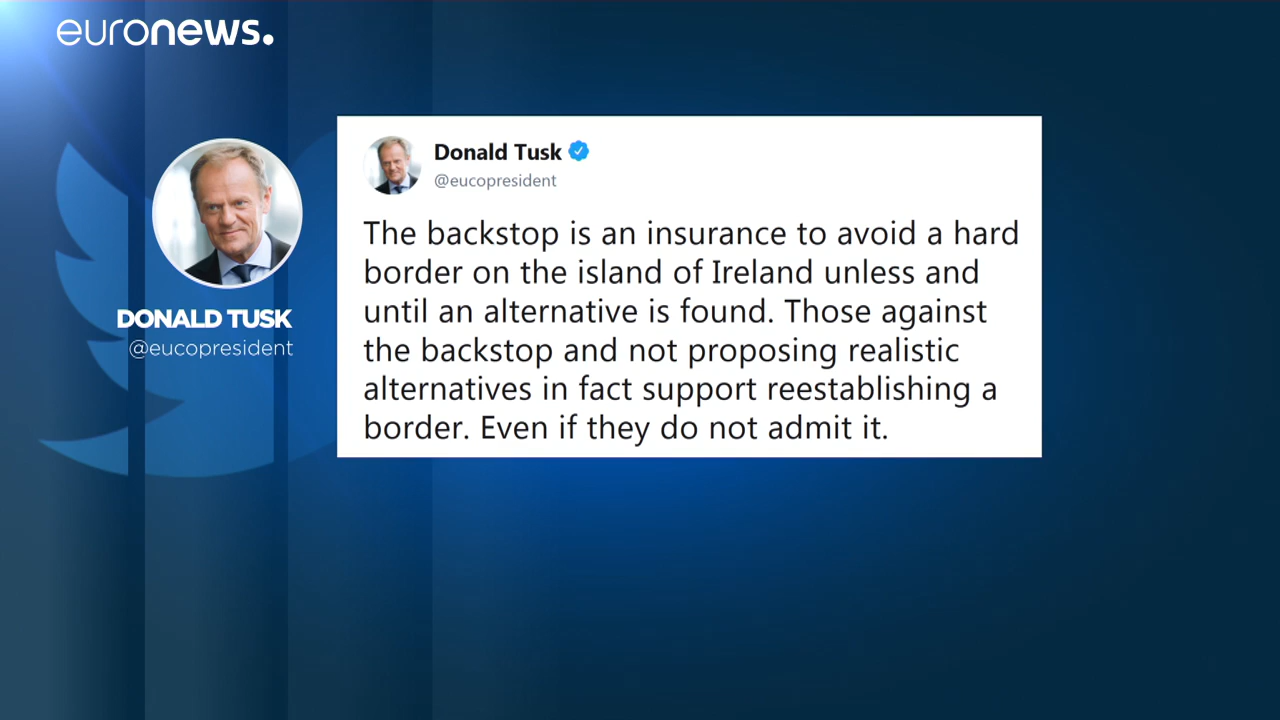 euronews.
Donald Tusk
@eucopresident
The backstop is an insurance to avoid a hard
border on the island of Ireland unless and
until an alternative is found. Those against
the backstop and not proposing realistic
alternatives in fact support reestablishing a
border. Even if they do not admit it.
DONALD TUSK
@eucopresident